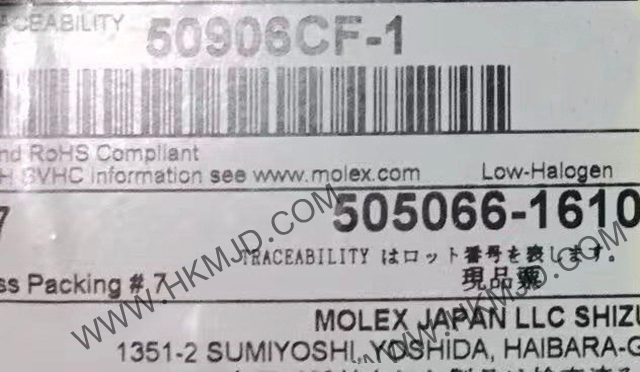 ACEABILITY 50906CF-1
nd RoHS Compliant
H SVHC information see www.molex.com Low-Halogen
7 505066-1610
TRACEABILITY はロット番号を表します。
ss Packing # 7 現品票
MOLEX JAPAN LLC SHIZU
1351-2 SUMIYOSHI, YOSHIDA, HAIBARA-G
WWW.HKMJD.COM
WWW.HKMJD.COM